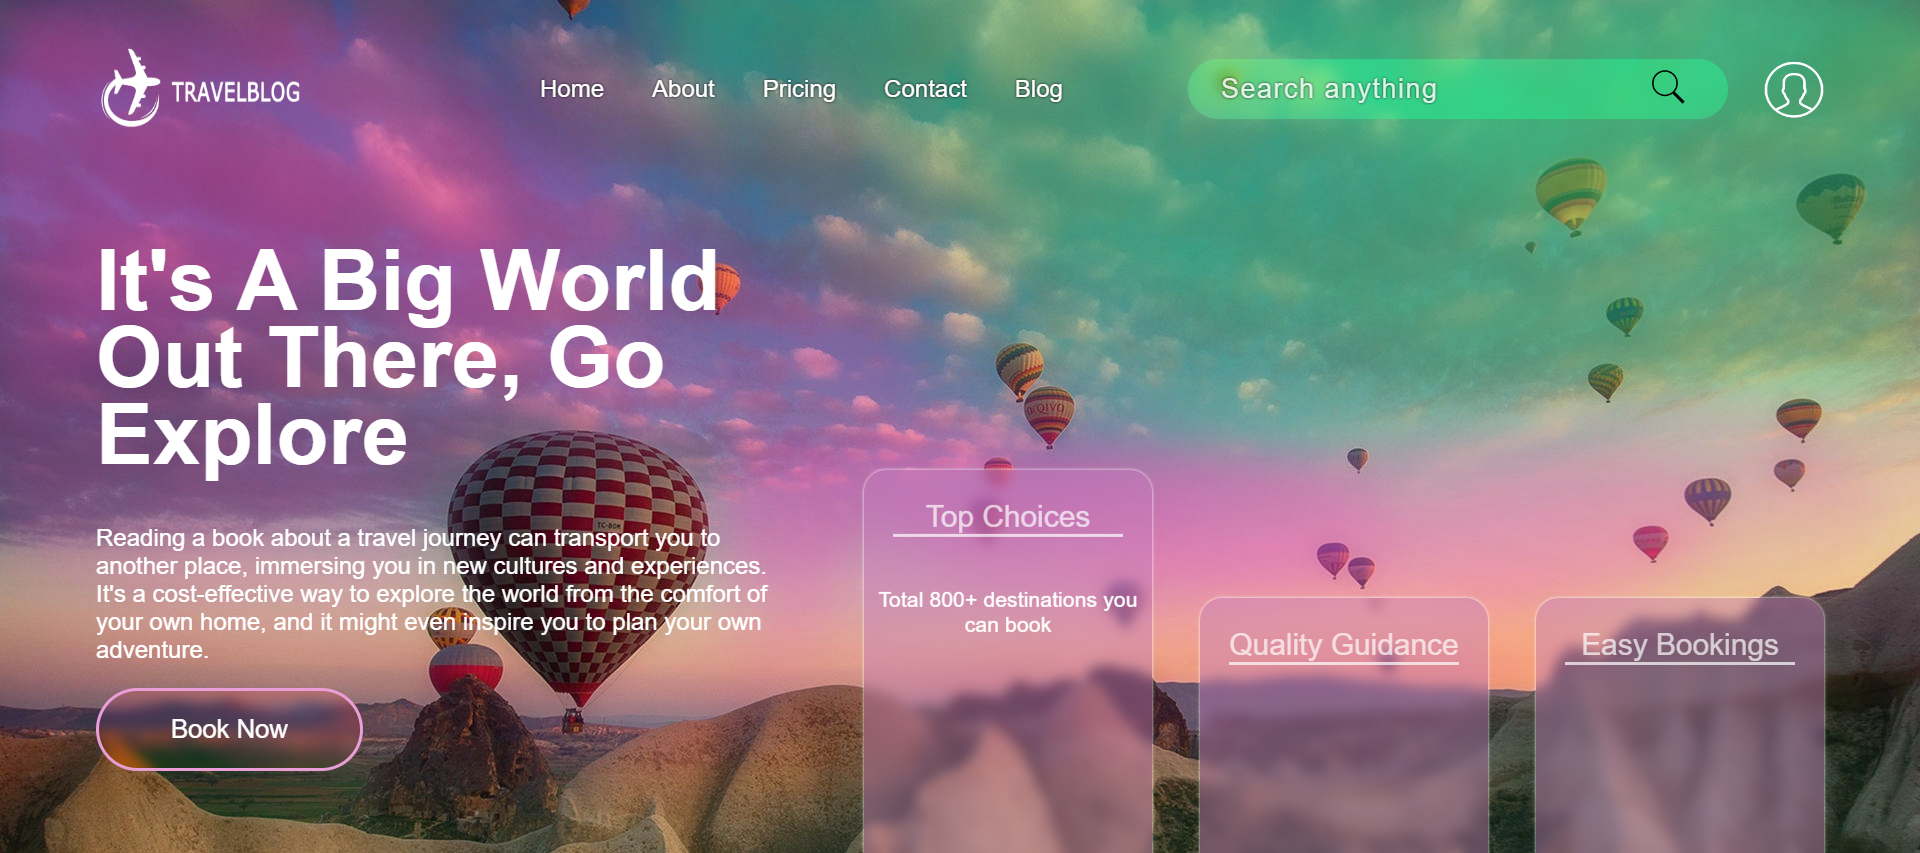 TRAVELBLOG
Home
About
Pricing
Contact
Blog
Search anything
It's A Big World
Out There, Go
Explore
TC-BDM
Reading a book about a travel journey can transport you to
another place, immersing you in new cultures and experiences.
It's a cost-effective way to explore the world from the comfort of
your own home, and it might even inspire you to plan your own
adventure.
Book Now
Top Choices
Total 800+ destinations you
can book
Quality Guidance
Easy Bookings